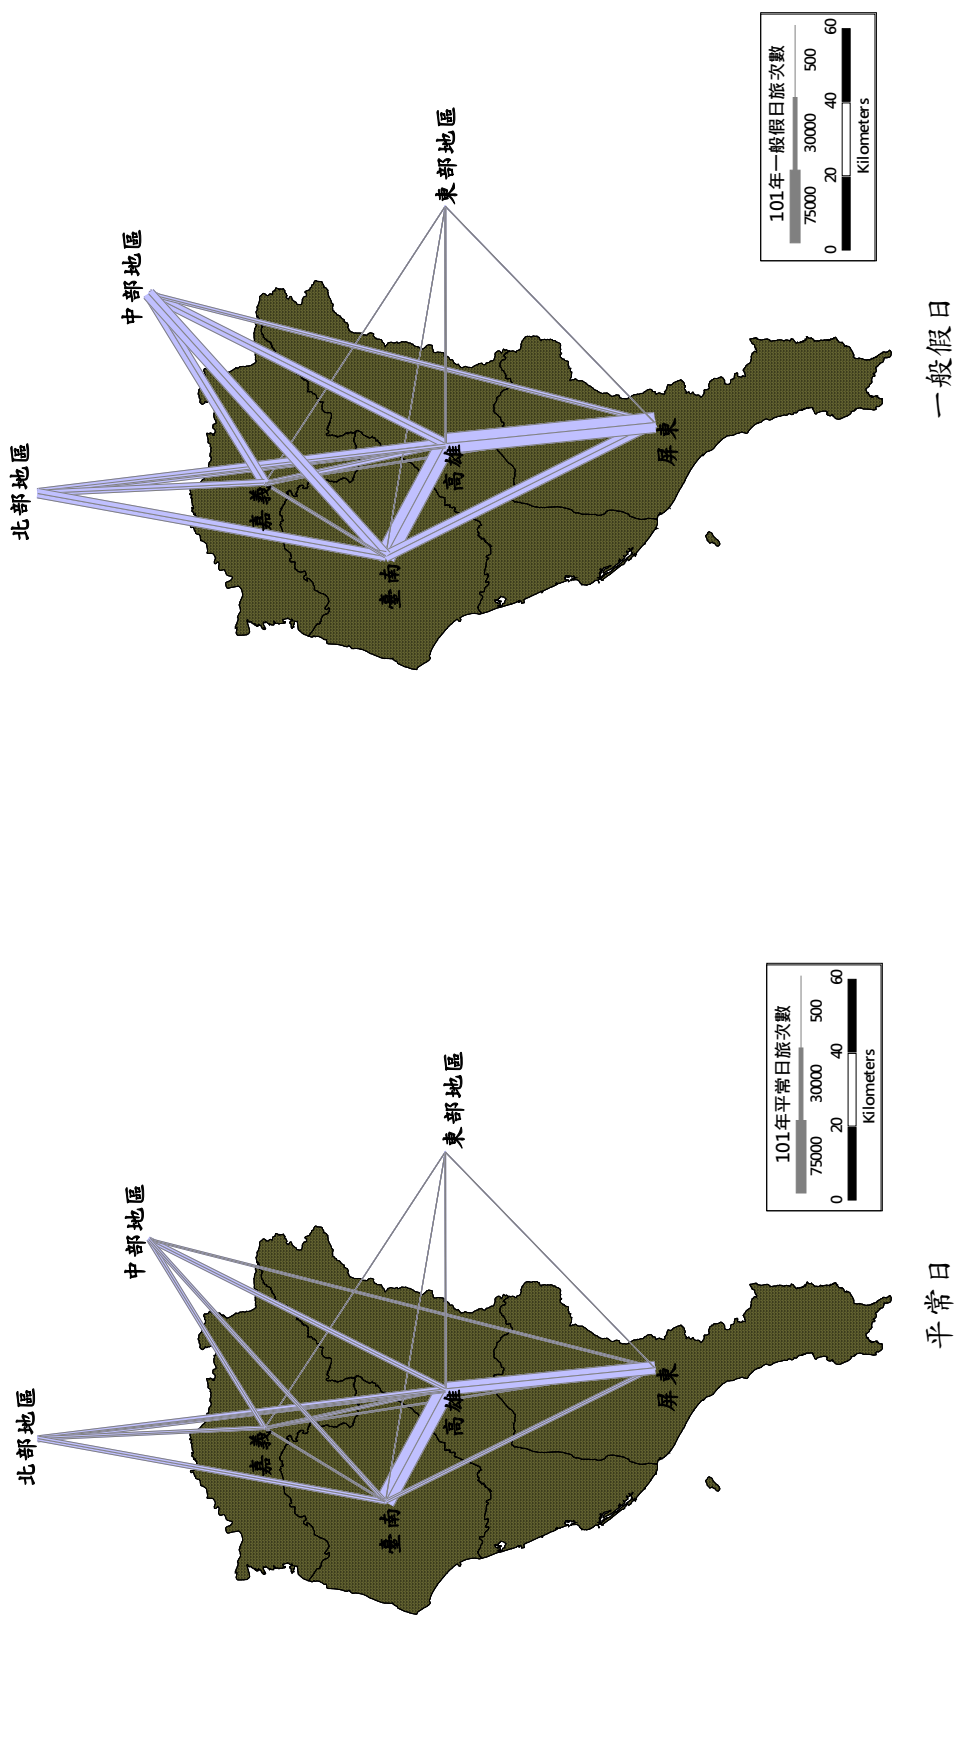 北部地區
中部地區
東部地區
嘉義
臺南
高雄
屏東
101年平常日旅次數
75000 30000 500
0 20 40 60
Kilometers
平常日
北部地區
中部地區
東部地區
嘉義
臺南
高雄
屏東
101年一般假日旅次數
75000 30000 500
0 20 40 60
Kilometers
一般假日